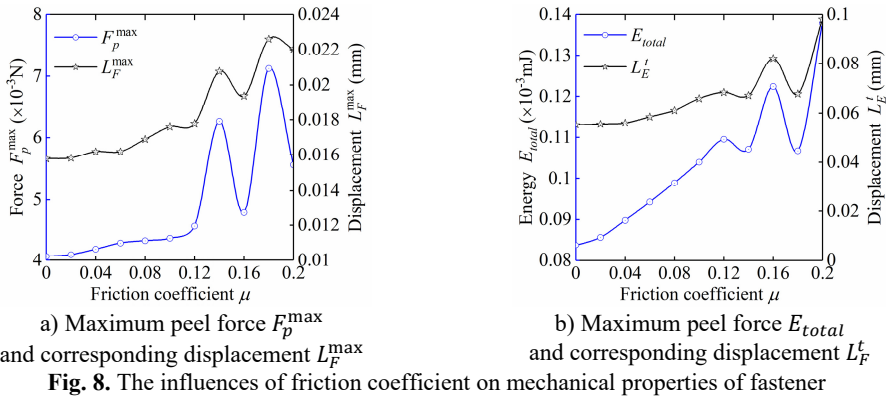 8
7
6
5
4
Force F_p^max (×10⁻³N)
F_p^max
L_F^max
0.024
0.022
0.020
0.018
0.016
0.014
0.012
0.01
Displacement L_F^max (mm)
0 0.04 0.08 0.12 0.16 0.2
Friction coefficient μ
a) Maximum peel force F_p^max
and corresponding displacement L_F^max
0.14
0.13
0.12
0.11
0.1
0.09
0.08
Energy E_total (×10⁻³mJ)
E_total
L_E^t
0.1
0.08
0.06
0.04
0.02
0
Displacement L_E^t (mm)
0 0.04 0.08 0.12 0.16 0.2
Friction coefficient μ
b) Maximum peel force E_total
and corresponding displacement L_F^t
Fig. 8. The influences of friction coefficient on mechanical properties of fastener